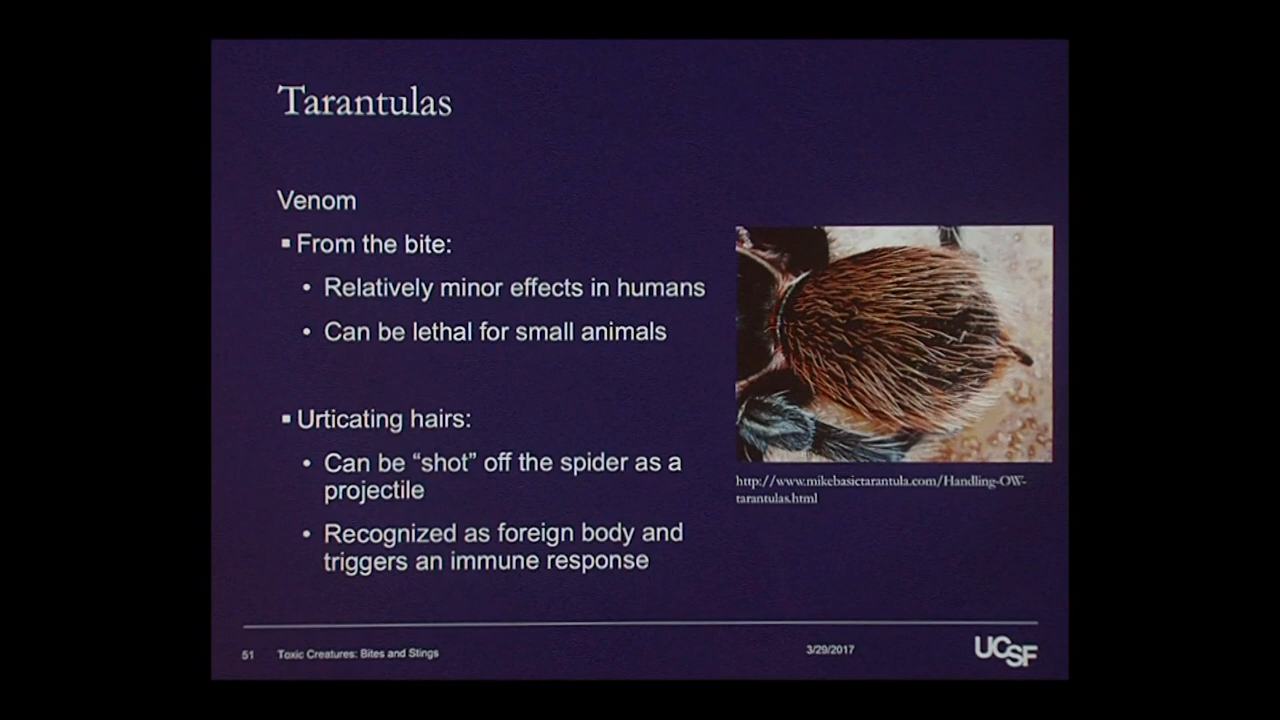 Tarantulas
Venom
▪ From the bite:
• Relatively minor effects in humans
• Can be lethal for small animals
▪ Urticating hairs:
• Can be “shot” off the spider as a
projectile
• Recognized as foreign body and
triggers an immune response
http://www.mikebasictarantula.com/Handling-OW-
tarantulas.html
51 Toxic Creatures: Bites and Stings 3/29/2017 UCSF